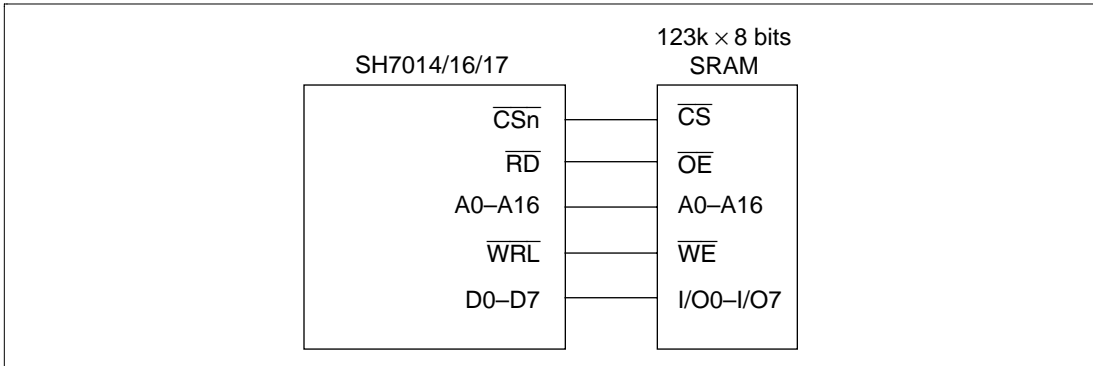 123k × 8 bits
SH7014/16/17 SRAM
CSn CS
RD OE
A0–A16 A0–A16
WRL WE
D0–D7 I/O0–I/O7